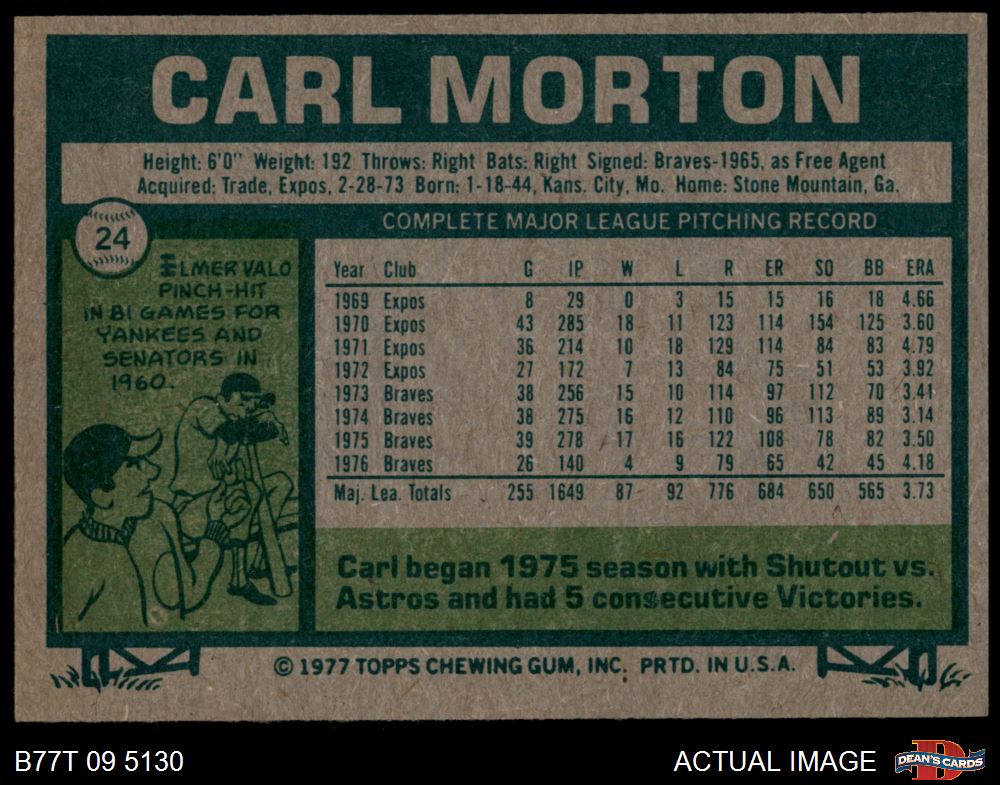 CARL MORTON
Height: 6'0" Weight: 192 Throws: Right Bats: Right Signed: Braves-1965, as Free Agent
Acquired: Trade, Expos, 2-28-73 Born: 1-18-44, Kans. City, Mo. Home: Stone Mountain, Ga.
24
ELMER VALO
PINCH-HIT
IN 81 GAMES FOR
YANKEES AND
SENATORS IN
1960.
COMPLETE MAJOR LEAGUE PITCHING RECORD
Year Club G IP W L R ER SO BB ERA
1969 Expos 8 29 0 3 15 15 16 18 4.66
1970 Expos 43 285 18 11 123 114 154 125 3.60
1971 Expos 36 214 10 18 129 114 84 83 4.79
1972 Expos 27 172 7 13 84 75 51 53 3.92
1973 Braves 38 256 15 10 114 97 112 70 3.41
1974 Braves 38 275 16 12 110 96 113 89 3.14
1975 Braves 39 278 17 16 122 108 78 82 3.50
1976 Braves 26 140 4 9 79 65 42 45 4.18
Maj. Lea. Totals 255 1649 87 92 776 684 650 565 3.73
Carl began 1975 season with Shutout vs.
Astros and had 5 consecutive Victories.
© 1977 TOPPS CHEWING GUM, INC. PRTD. IN U.S.A.
B77T 09 5130
ACTUAL IMAGE
DEAN'S CARDS